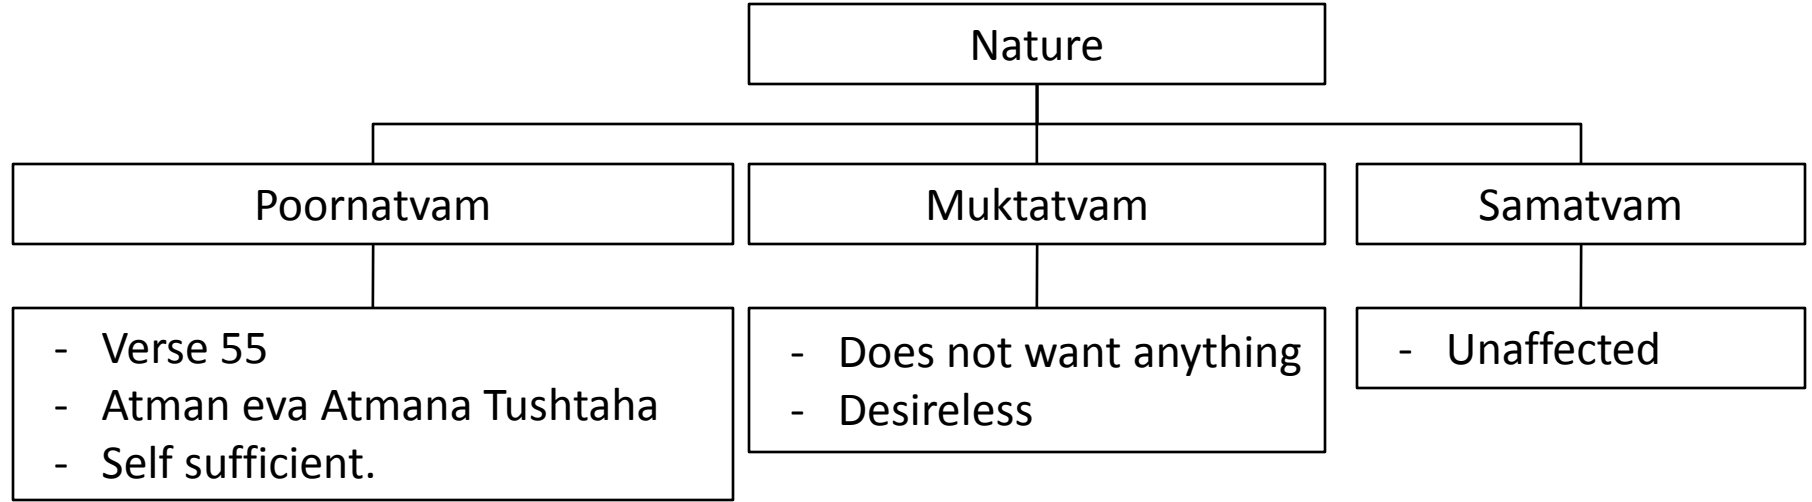 Nature
Poornatvam
Muktatvam
Samatvam
- Verse 55
- Atman eva Atmana Tushtaha
- Self sufficient.
- Does not want anything
- Desireless
- Unaffected